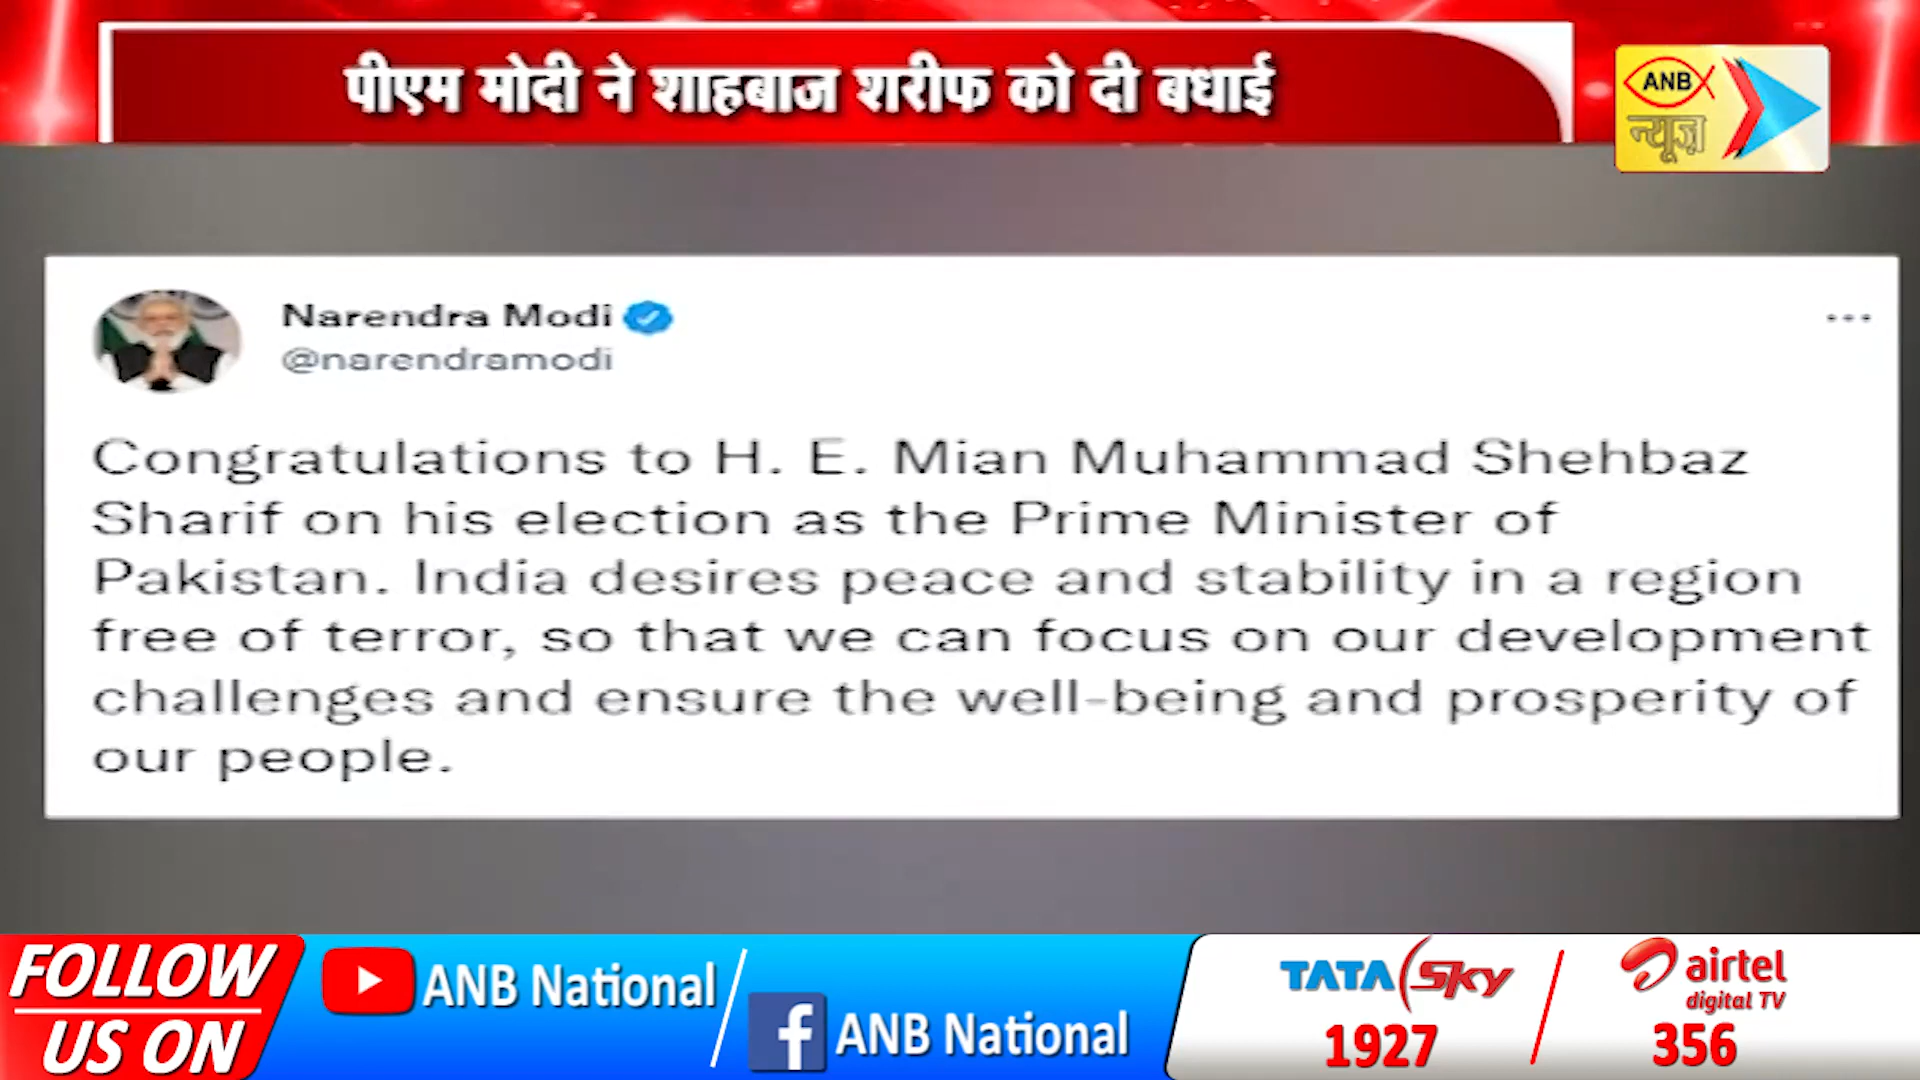 पीएम मोदी ने शाहबाज शरीफ को दी बधाई
ANB
न्यूज़
Narendra Modi
@narendramodi
Congratulations to H. E. Mian Muhammad Shehbaz
Sharif on his election as the Prime Minister of
Pakistan. India desires peace and stability in a region
free of terror, so that we can focus on our development
challenges and ensure the well-being and prosperity of
our people.
FOLLOW
US ON
ANB National
ANB National
TATA Sky
1927
airtel
digital TV
356